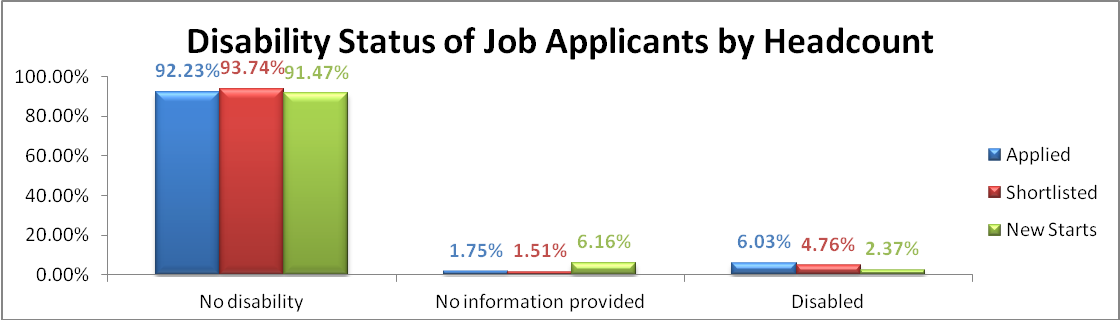 Disability Status of Job Applicants by Headcount
100.00%
80.00%
60.00%
40.00%
20.00%
0.00%
92.23% 93.74% 91.47%
1.75% 1.51% 6.16%
6.03% 4.76% 2.37%
No disability No information provided Disabled
Applied
Shortlisted
New Starts